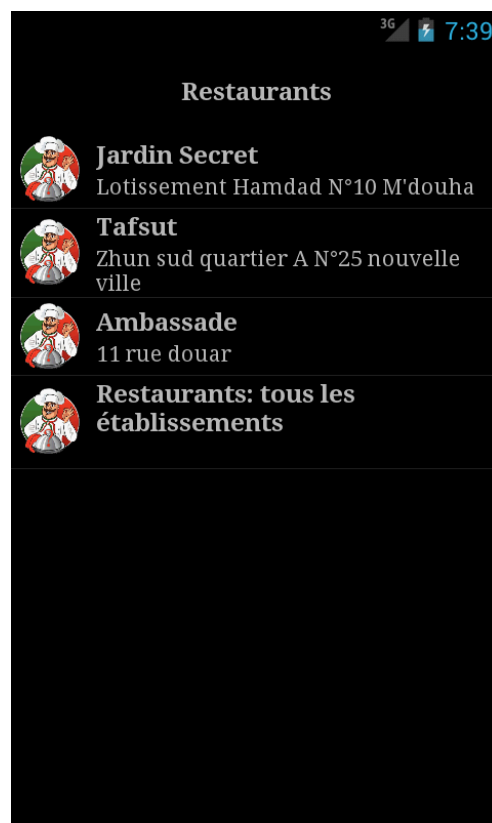 3G 7:39
Restaurants
Jardin Secret
Lotissement Hamdad N°10 M'douha
Tafsut
Zhun sud quartier A N°25 nouvelle
ville
Ambassade
11 rue douar
Restaurants: tous les
établissements